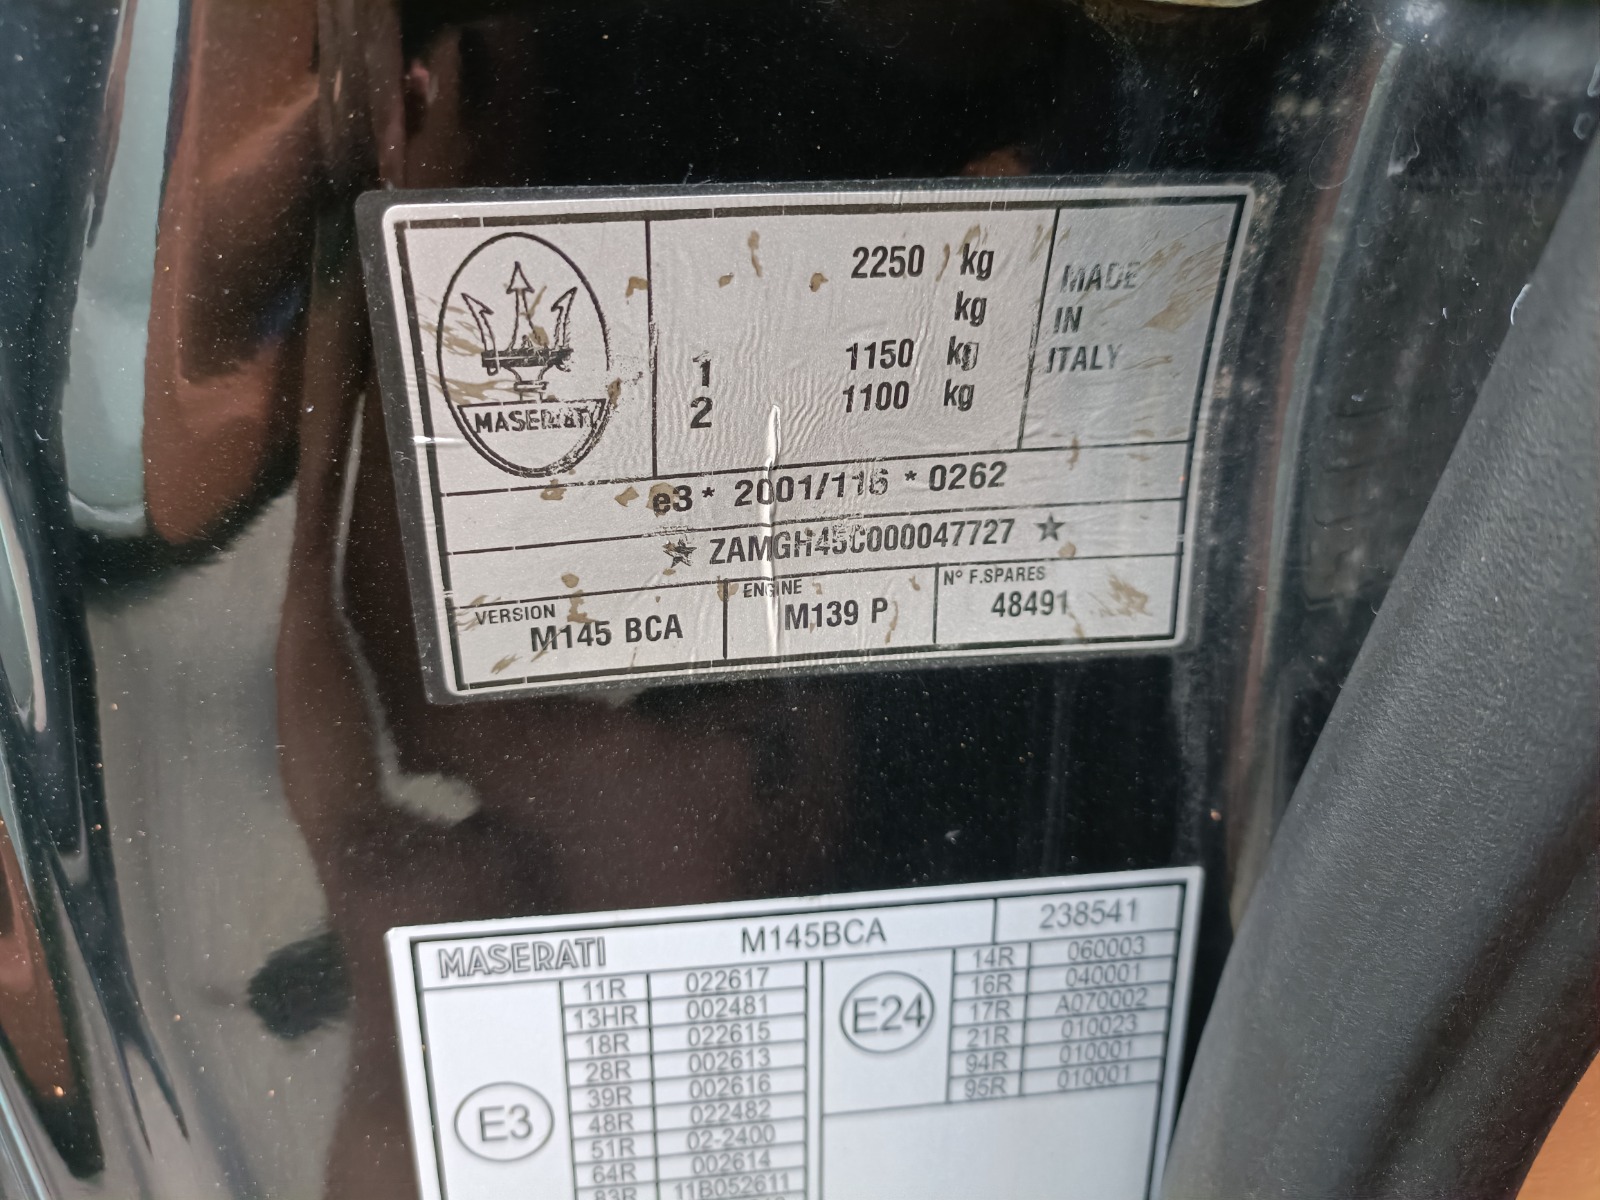 2250 kg
kg
1 1150 kg
2 1100 kg
MADE
IN
ITALY
MASERATI
e3 * 2001/116 * 0262
★ ZAMGH45C000047727 ★
VERSION
M145 BCA
ENGINE
M139 P
Nº F.SPARES
48491
MASERATI M145BCA 238541
E3
11R 022617
13HR 002481
18R 022615
28R 002613
39R 002616
48R 022482
51R 02-2400
64R 002614
83R 11B052611
E24
14R 060003
16R 040001
17R A070002
21R 010023
94R 010001
95R 010001